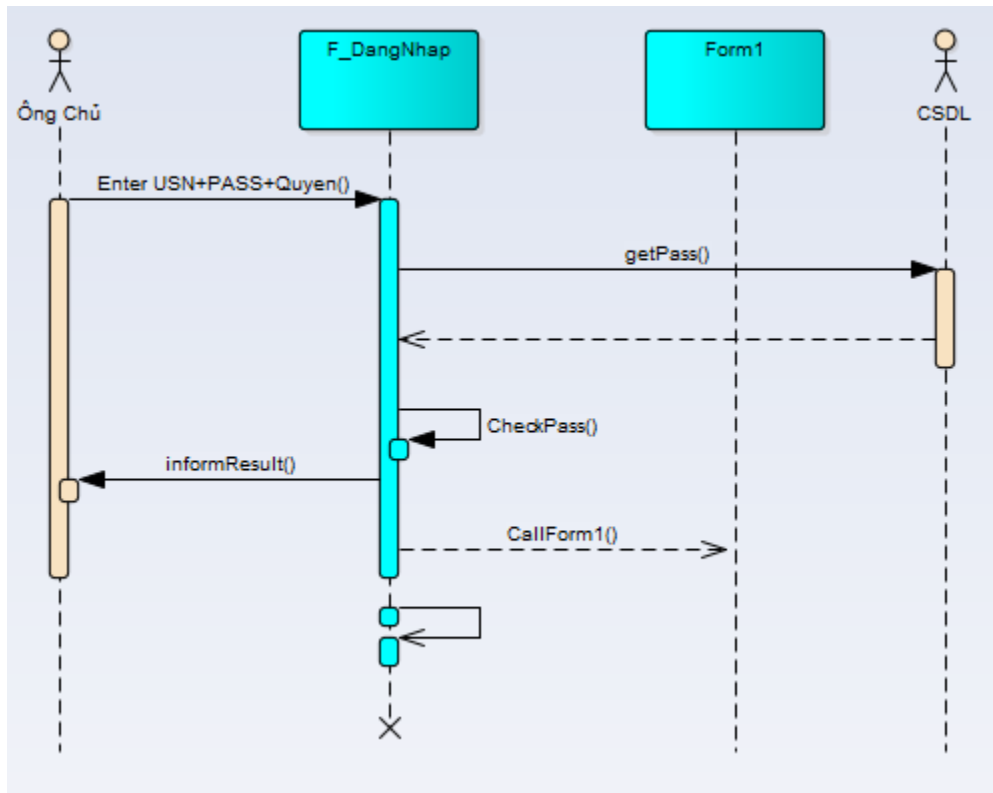 F_DangNhap
Form1
Ông Chủ
CSDL
Enter USN+PASS+Quyen()
getPass()
CheckPass()
informResult()
CallForm1()